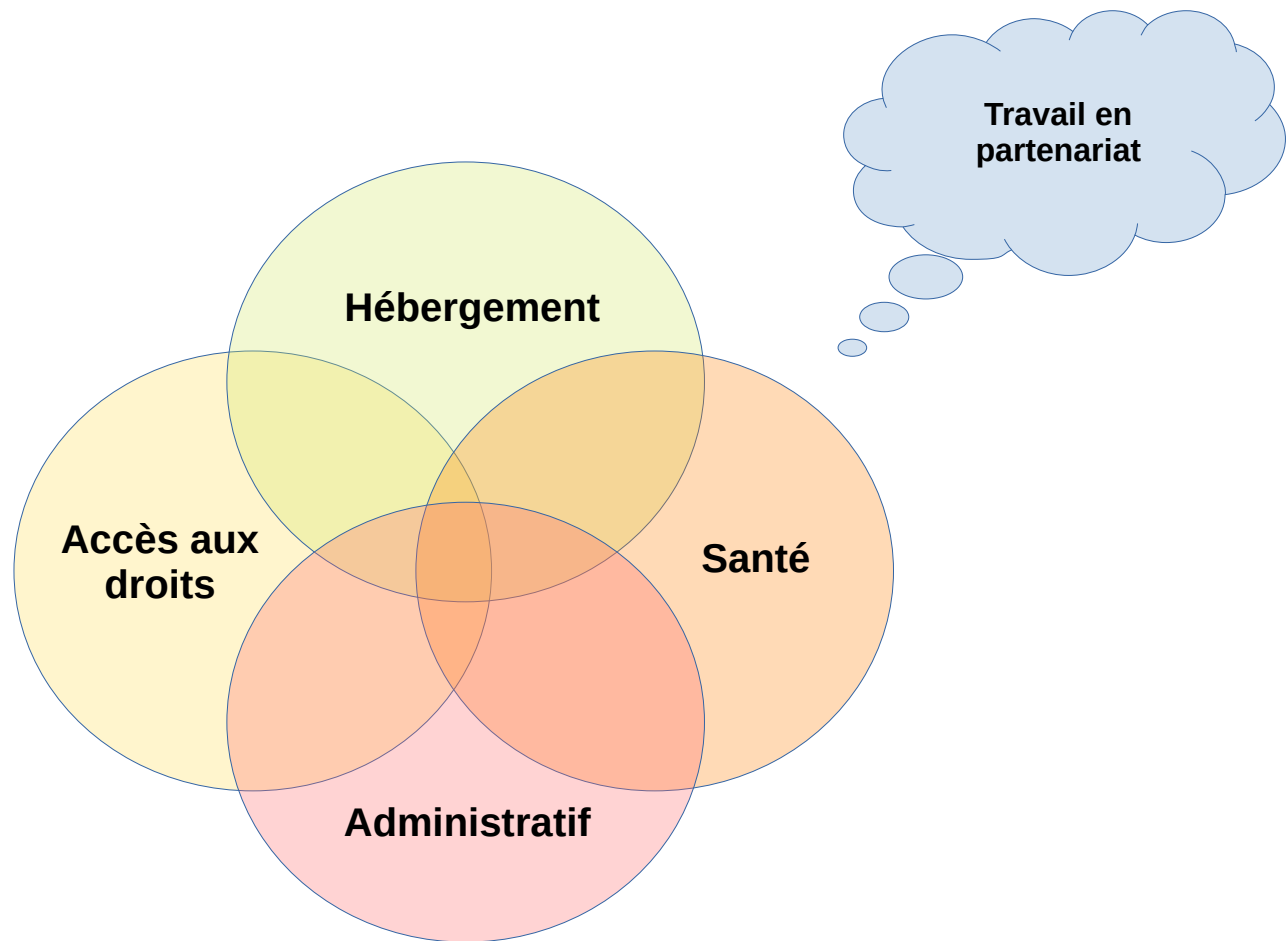 Travail en
partenariat
Hébergement
Accès aux
droits
Santé
Administratif